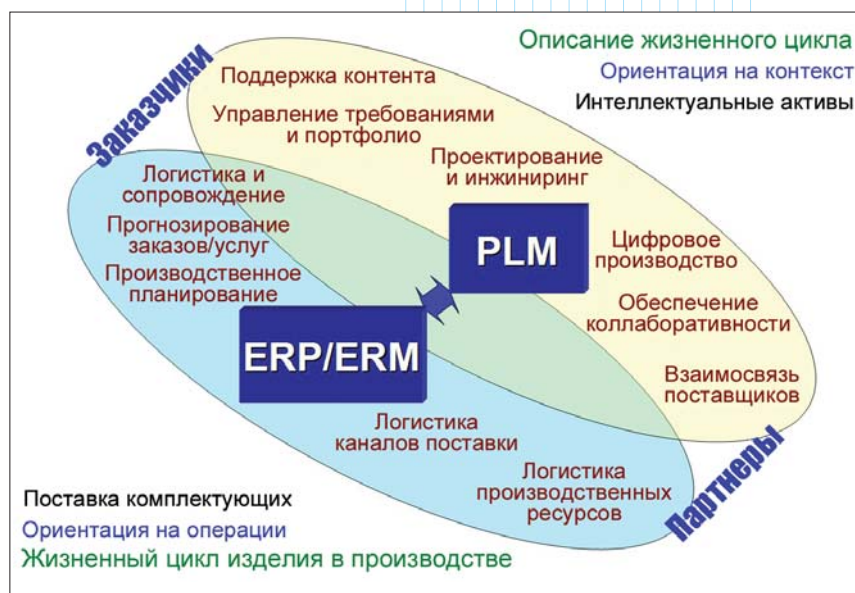 Описание жизненного цикла
Ориентация на контекст
Интеллектуальные активы
Заказчики
Поддержка контента
Управление требованиями
и портфолио
Проектирование
и инжиниринг
Логистика и
сопровождение
Прогнозирование
заказов/услуг
Производственное
планирование
PLM
Цифровое
производство
Обеспечение
коллаборативности
Взаимосвязь
поставщиков
ERP/ERM
Логистика
каналов поставки
Логистика
производственных
ресурсов
Партнеры
Поставка комплектующих
Ориентация на операции
Жизненный цикл изделия в производстве